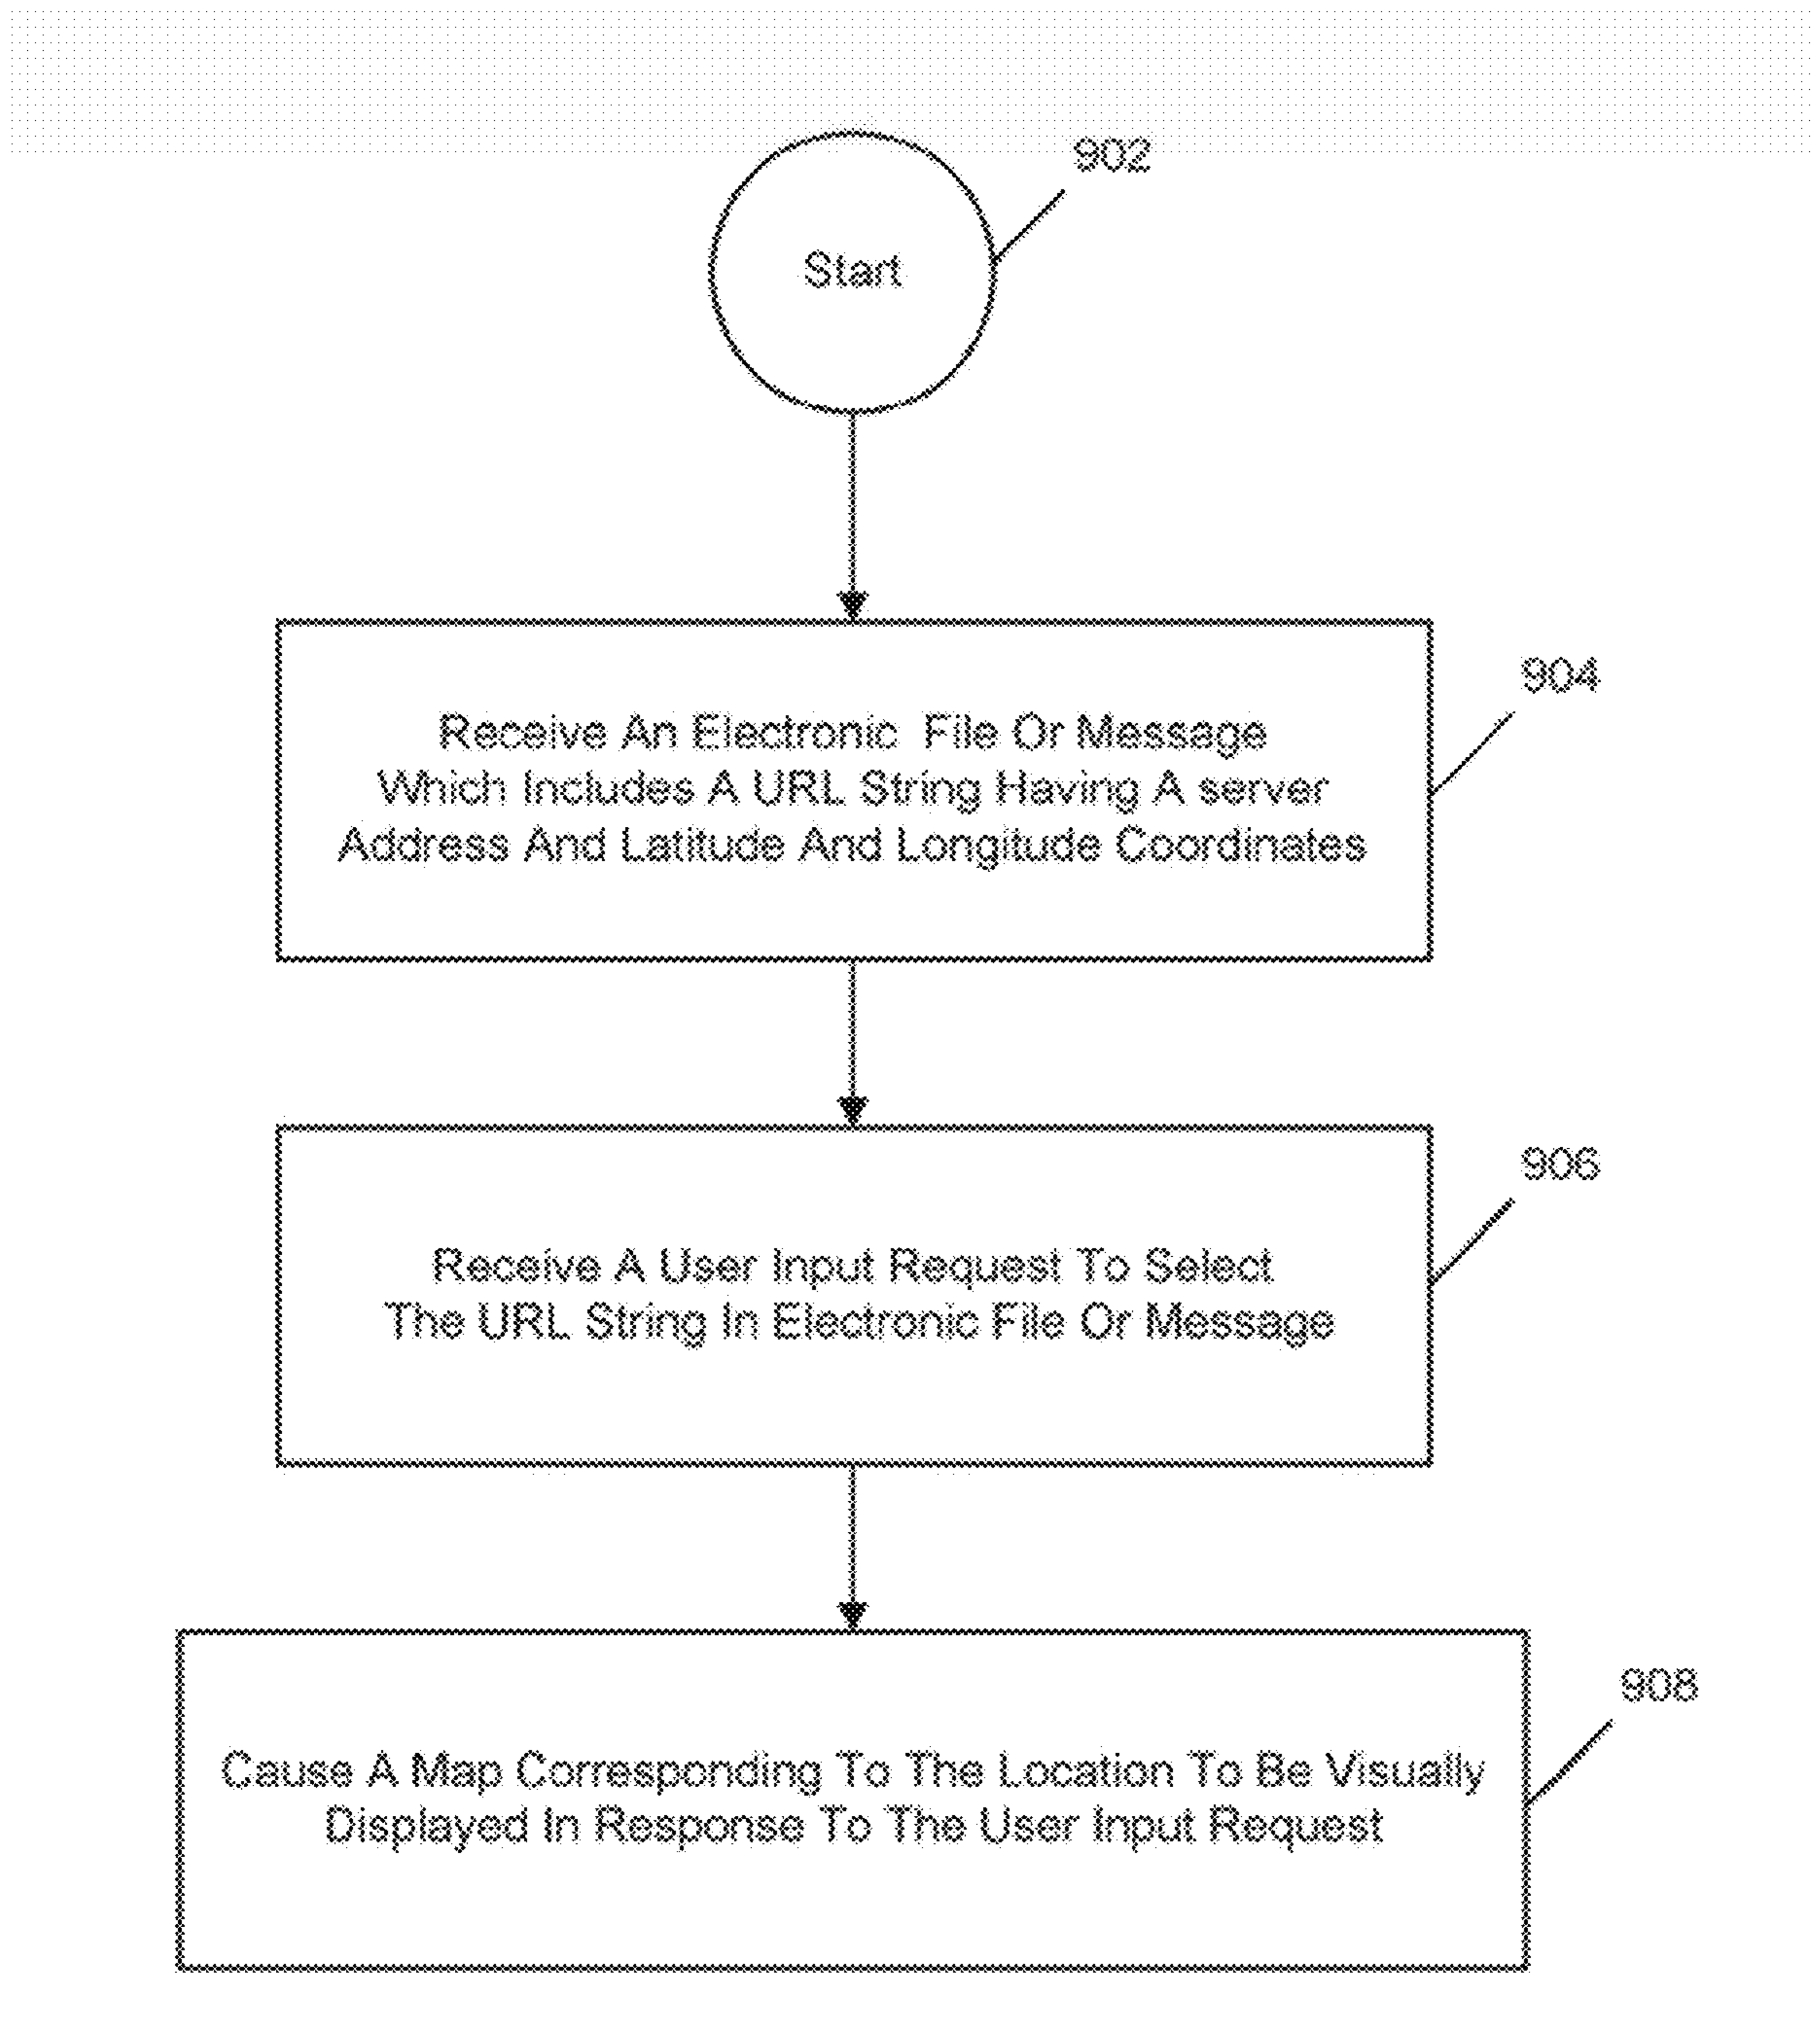 902
Start
904
Receive An Electronic File Or Message
Which Includes A URL String Having A server
Address And Latitude And Longitude Coordinates
906
Receive A User Input Request To Select
The URL String In Electronic File Or Message
908
Cause A Map Corresponding To The Location To Be Visually
Displayed In Response To The User Input Request